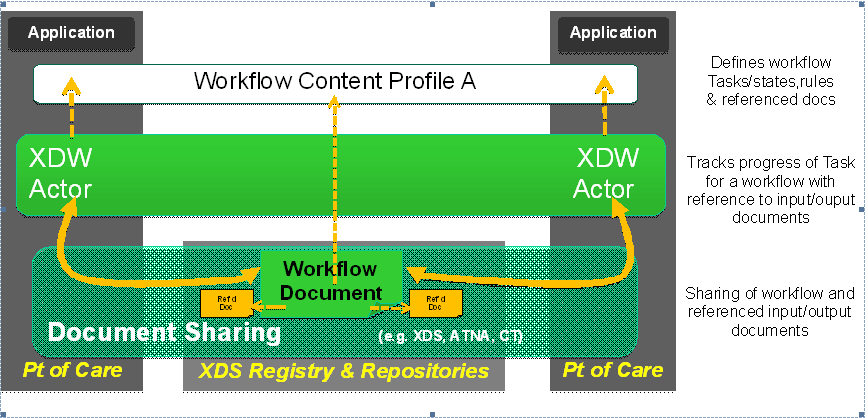 Application
Application
Workflow Content Profile A
Defines workflow
Tasks/states,rules
& referenced docs
XDW
Actor
XDW
Actor
Tracks progress of Task
for a workflow with
reference to input/ouput
documents
Workflow
Document
Ref'd
Doc
Ref'd
Doc
Document Sharing
(e.g. XDS, ATNA, CT)
Sharing of workflow and
referenced input/output
documents
Pt of Care
XDS Registry & Repositories
Pt of Care